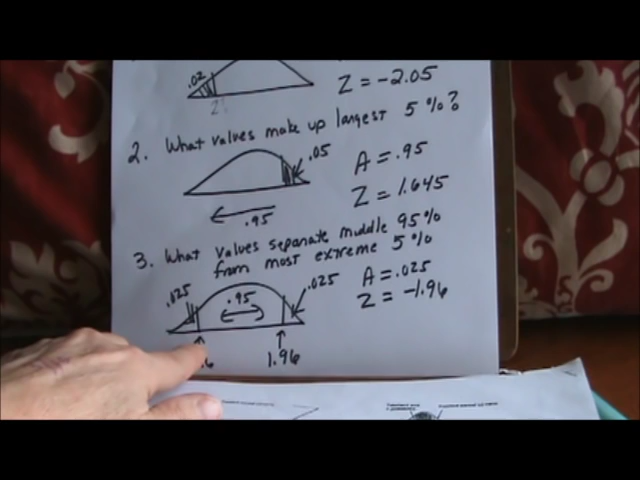 .02
Z = -2.05
2. What values make up largest 5%?
.05
A = .95
Z = 1.645
.95
3. What values separate middle 95%
from most extreme 5%
.025
.95
.025
A = .025
Z = -1.96
1.96